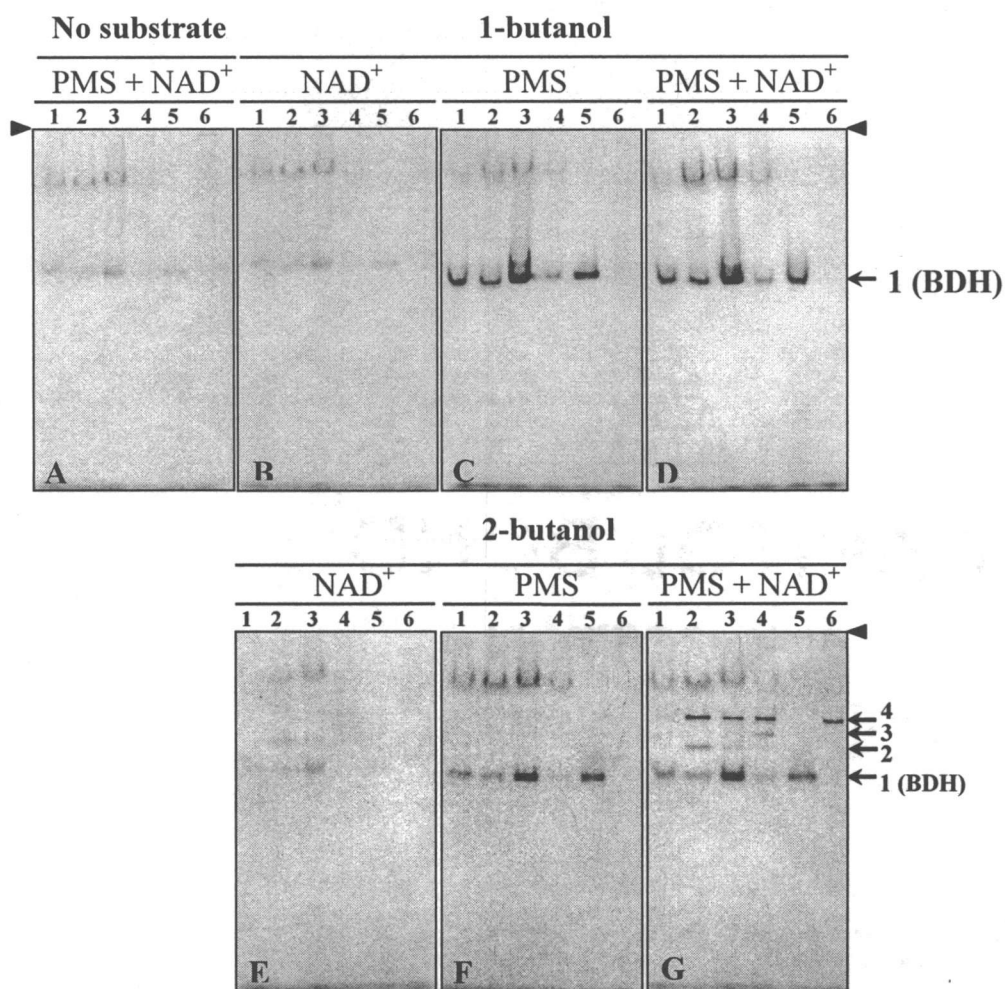 No substrate 1-butanol
PMS + NAD⁺ NAD⁺ PMS PMS + NAD⁺
1 2 3 4 5 6 1 2 3 4 5 6 1 2 3 4 5 6 1 2 3 4 5 6
1 (BDH)
A B C D
2-butanol
NAD⁺ PMS PMS + NAD⁺
1 2 3 4 5 6 1 2 3 4 5 6 1 2 3 4 5 6
4
3
2
1 (BDH)
E F G